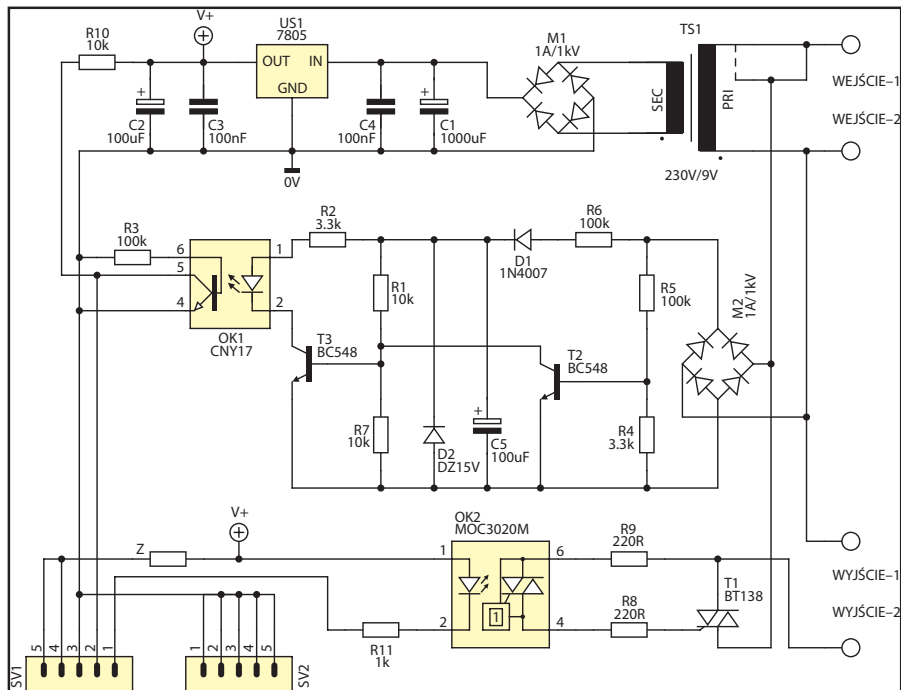 R10
10k
V+
US1
7805
OUT
IN
GND
M1
1A/1kV
TS1
SEC
PRI
WEJŚCIE–1
WEJŚCIE–2
+
C2
100uF
C3
100nF
C4
100nF
+
C1
1000uF
0V
230V/9V
R3
100k
6
5
4
1
2
OK1
CNY17
R2
3.3k
R1
10k
D1
1N4007
R6
100k
R5
100k
M2
1A/1kV
T3
BC548
T2
BC548
R7
10k
D2
DZ15V
+
C5
100uF
R4
3.3k
V+
Z
OK2
MOC3020M
1
2
6
4
1
R9
220R
R8
220R
T1
BT138
WYJŚCIE–1
WYJŚCIE–2
R11
1k
SV1
5
4
3
2
1
SV2
1
2
3
4
5